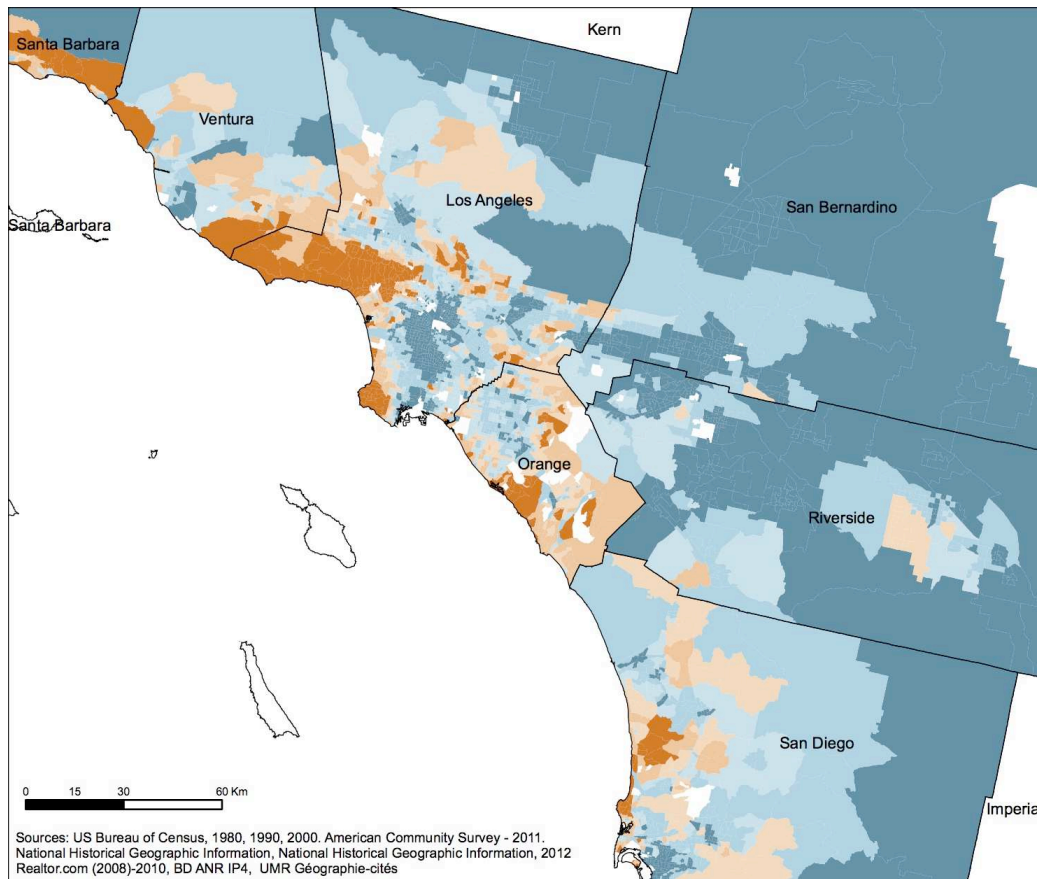 Kern
Santa Barbara
Ventura
Los Angeles
San Bernardino
Santa Barbara
Orange
Riverside
San Diego
Imperia
0 15 30 60 Km
Sources: US Bureau of Census, 1980, 1990, 2000. American Community Survey - 2011.
National Historical Geographic Information, National Historical Geographic Information, 2012
Realtor.com (2008)-2010, BD ANR IP4, UMR Géographie-cités